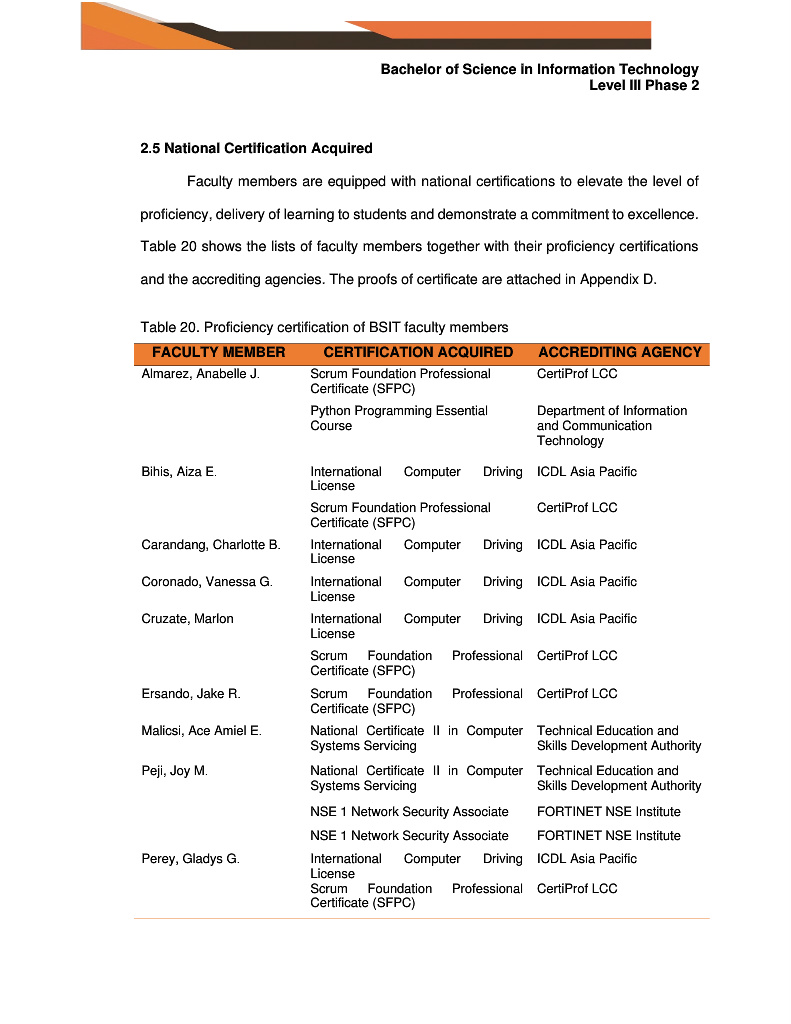 Bachelor of Science in Information Technology
Level III Phase 2
2.5 National Certification Acquired
Faculty members are equipped with national certifications to elevate the level of
proficiency, delivery of learning to students and demonstrate a commitment to excellence.
Table 20 shows the lists of faculty members together with their proficiency certifications
and the accrediting agencies. The proofs of certificate are attached in Appendix D.
Table 20. Proficiency certification of BSIT faculty members
FACULTY MEMBER CERTIFICATION ACQUIRED ACCREDITING AGENCY
Almarez, Anabelle J. Scrum Foundation Professional CertiProf LCC
Certificate (SFPC)
Python Programming Essential Department of Information
Course and Communication
Technology
Bihis, Aiza E. International Computer Driving ICDL Asia Pacific
License
Scrum Foundation Professional CertiProf LCC
Certificate (SFPC)
Carandang, Charlotte B. International Computer Driving ICDL Asia Pacific
License
Coronado, Vanessa G. International Computer Driving ICDL Asia Pacific
License
Cruzate, Marlon International Computer Driving ICDL Asia Pacific
License
Scrum Foundation Professional CertiProf LCC
Certificate (SFPC)
Ersando, Jake R. Scrum Foundation Professional CertiProf LCC
Certificate (SFPC)
Malicsi, Ace Amiel E. National Certificate II in Computer Technical Education and
Systems Servicing Skills Development Authority
Peji, Joy M. National Certificate II in Computer Technical Education and
Systems Servicing Skills Development Authority
NSE 1 Network Security Associate FORTINET NSE Institute
NSE 1 Network Security Associate FORTINET NSE Institute
Perey, Gladys G. International Computer Driving ICDL Asia Pacific
License
Scrum Foundation Professional CertiProf LCC
Certificate (SFPC)